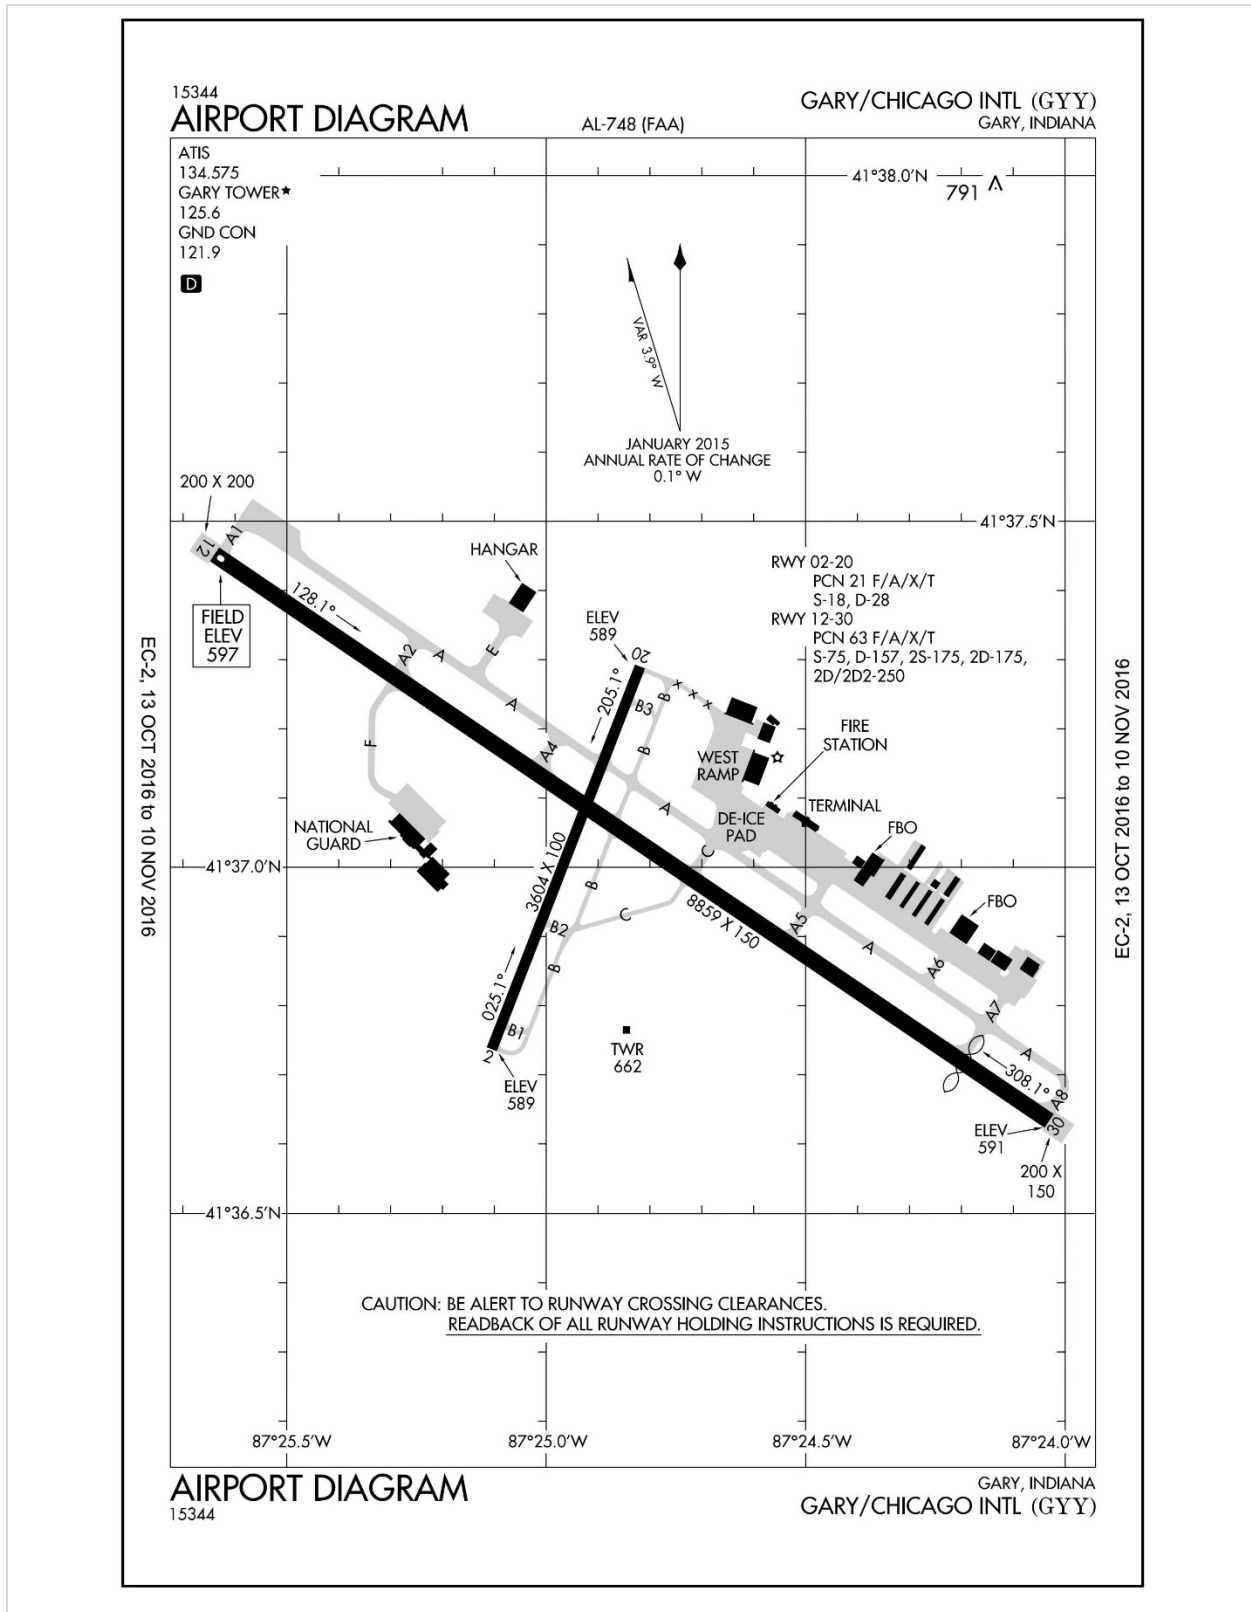 15344
AIRPORT DIAGRAM
AL-748 (FAA)
GARY/CHICAGO INTL (GYY)
GARY, INDIANA
ATIS
134.575
GARY TOWER★
125.6
GND CON
121.9
D
41°38.0'N
791
VAR 3.9° W
JANUARY 2015
ANNUAL RATE OF CHANGE
0.1° W
200 X 200
41°37.5'N
12
A1
HANGAR
RWY 02-20
PCN 21 F/A/X/T
S-18, D-28
RWY 12-30
PCN 63 F/A/X/T
S-75, D-157, 2S-175, 2D-175,
2D/2D2-250
128.1°
FIELD
ELEV
597
ELEV
589
20
A2
A
E
205.1°
B
x x x
B3
A
F
A4
B
WEST
RAMP
FIRE
STATION
A
DE-ICE
PAD
TERMINAL
FBO
NATIONAL
GUARD
C
41°37.0'N
3604 X 100
B
8859 X 150
FBO
B2
C
A5
A
A6
B
025.1°
A7
B1
2
TWR
662
A
308.1°
A8
ELEV
589
30
ELEV
591
200 X
150
41°36.5'N
CAUTION: BE ALERT TO RUNWAY CROSSING CLEARANCES.
READBACK OF ALL RUNWAY HOLDING INSTRUCTIONS IS REQUIRED.
87°25.5'W
87°25.0'W
87°24.5'W
87°24.0'W
EC-2, 13 OCT 2016 to 10 NOV 2016
EC-2, 13 OCT 2016 to 10 NOV 2016
AIRPORT DIAGRAM
15344
GARY, INDIANA
GARY/CHICAGO INTL (GYY)